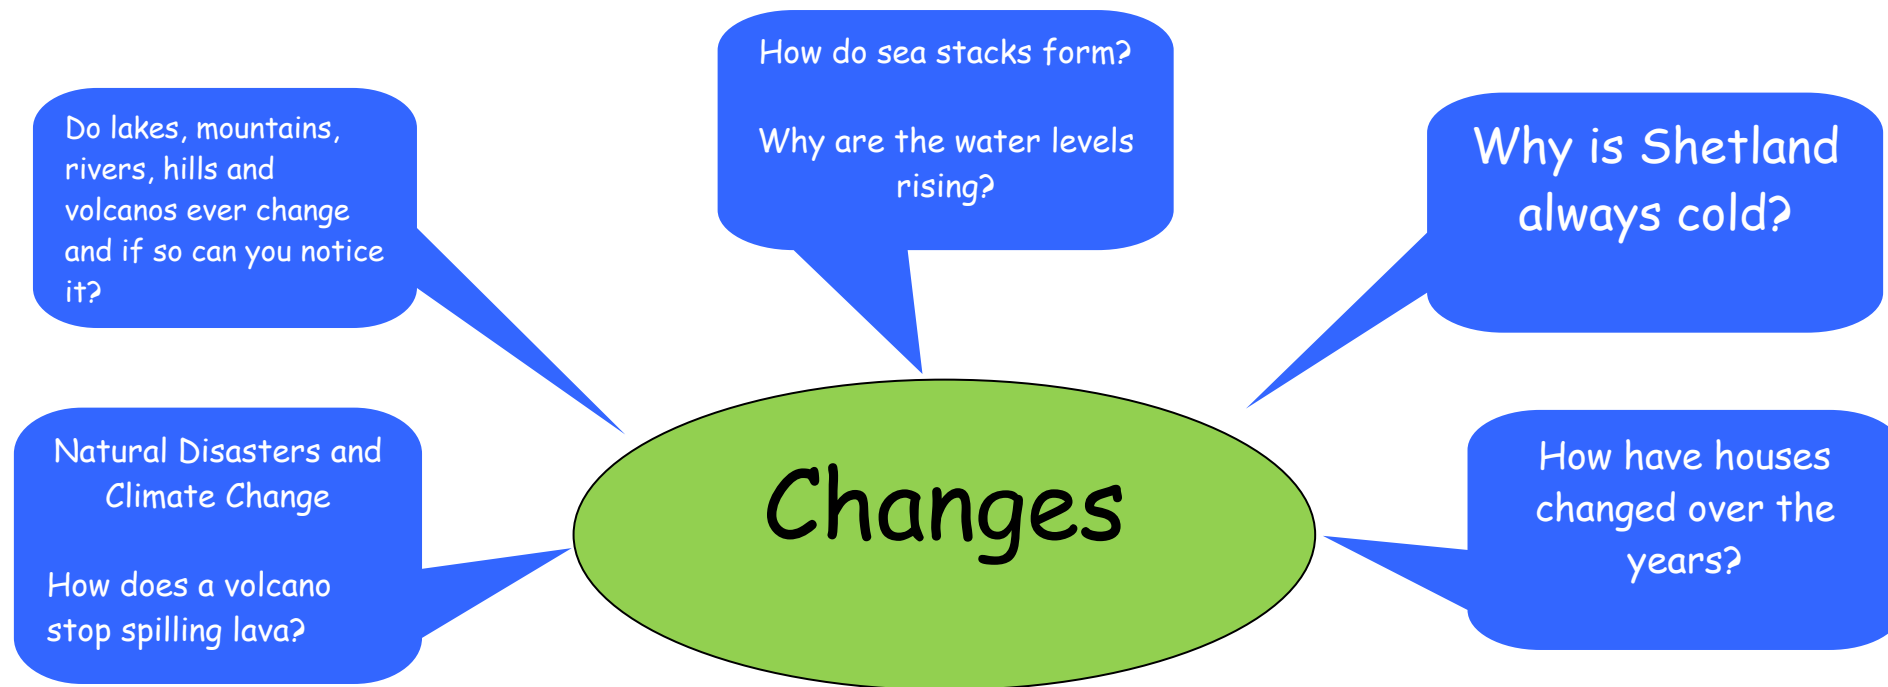 How do sea stacks form?
Why are the water levels
rising?
Do lakes, mountains,
rivers, hills and
volcanos ever change
and if so can you notice
it?
Why is Shetland
always cold?
Natural Disasters and
Climate Change
How does a volcano
stop spilling lava?
Changes
How have houses
changed over the
years?